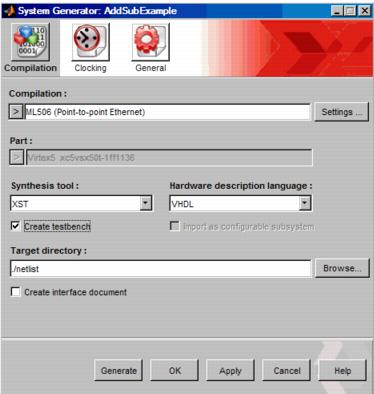 System Generator: AddSubExample
Compilation
Clocking
General
Compilation :
> ML506 (Point-to-point Ethernet)
Settings ...
Part :
> Virtex5 xc5vsx50t-1ff1136
Synthesis tool :
Hardware description language :
XST
VHDL
Create testbench
Import as configurable subsystem
Target directory :
./netlist
Browse...
Create interface document
Generate
OK
Apply
Cancel
Help